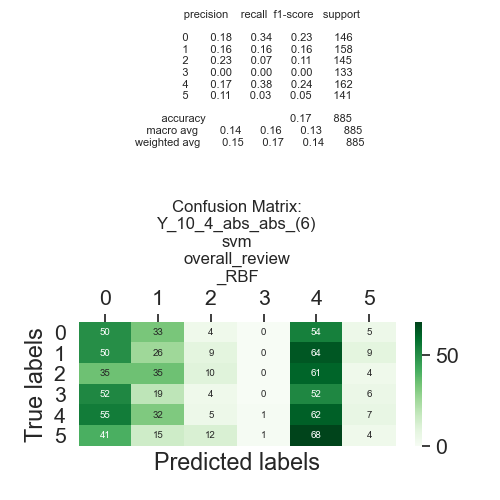 precision recall f1-score support
0 0.18 0.34 0.23 146
1 0.16 0.16 0.16 158
2 0.23 0.07 0.11 145
3 0.00 0.00 0.00 133
4 0.17 0.38 0.24 162
5 0.11 0.03 0.05 141
accuracy 0.17 885
macro avg 0.14 0.16 0.13 885
weighted avg 0.15 0.17 0.14 885
Confusion Matrix:
Y_10_4_abs_abs_(6)
svm
overall_review
_RBF
0 1 2 3 4 5
0 50 33 4 0 54 5
1 50 26 9 0 64 9
2 35 35 10 0 61 4
3 52 19 4 0 52 6
4 55 32 5 1 62 7
5 41 15 12 1 68 4
True labels
Predicted labels
50
0